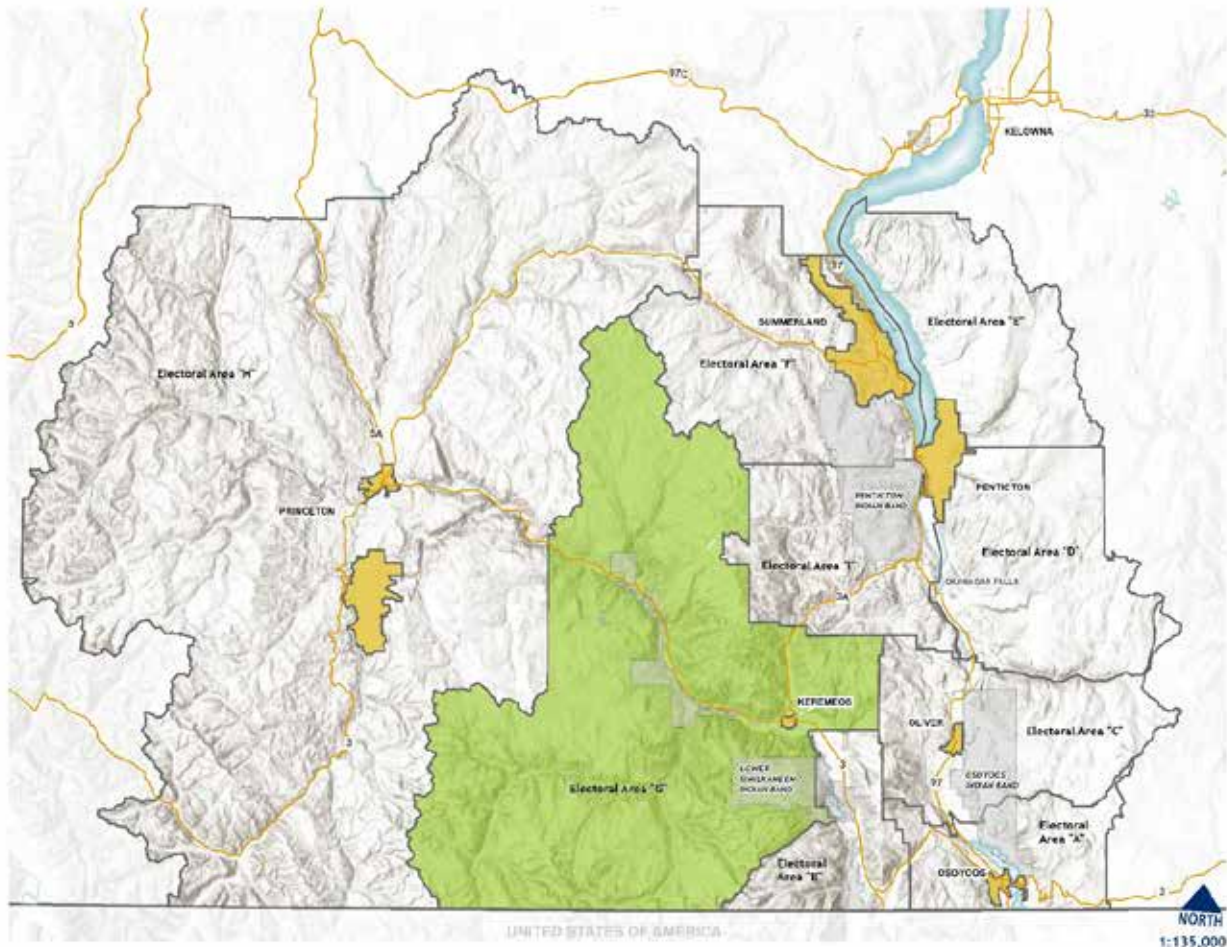 97C
KELOWNA
33
97
SUMMERLAND
Electoral Area "E"
Electoral Area "F"
Electoral Area "H"
5A
3
PRINCETON
PENTICTON
INDIAN BAND
PENTICTON
Electoral Area "I"
Electoral Area "D"
OKANAGAN FALLS
3A
KEREMEOS
OLIVER
Electoral Area "C"
3
3
LOWER
SIMILKAMEEN
INDIAN BAND
Electoral Area "G"
97
OSOYOOS
INDIAN BAND
Electoral
Area "A"
Electoral
Area "B"
OSOYOOS
3
NORTH
UNITED STATES OF AMERICA
1:135,000